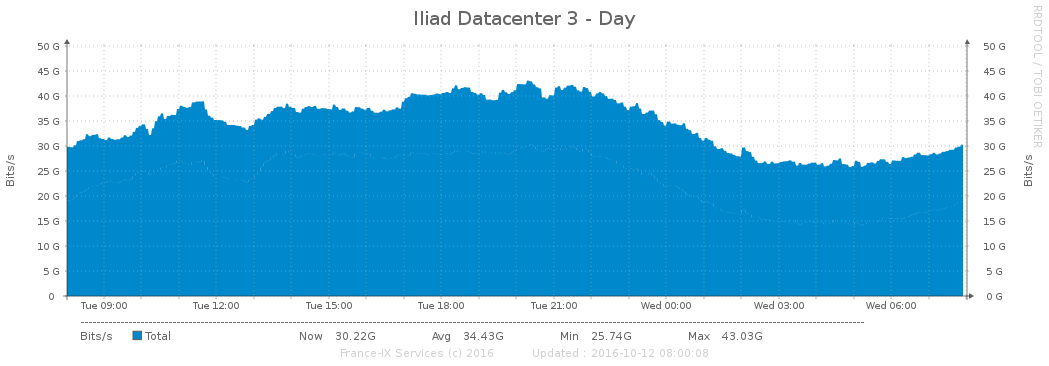 Iliad Datacenter 3 - Day
RRDTOOL / TOBI OETIKER
Bits/s
50 G 50 G
45 G 45 G
40 G 40 G
35 G 35 G
30 G 30 G
25 G 25 G
20 G 20 G
15 G 15 G
10 G 10 G
5 G 5 G
0 0 G
Bits/s
Tue 09:00 Tue 12:00 Tue 15:00 Tue 18:00 Tue 21:00 Wed 00:00 Wed 03:00 Wed 06:00
Bits/s Total Now 30.22G Avg 34.43G Min 25.74G Max 43.03G
France-IX Services (c) 2016 Updated : 2016-10-12 08:00:08